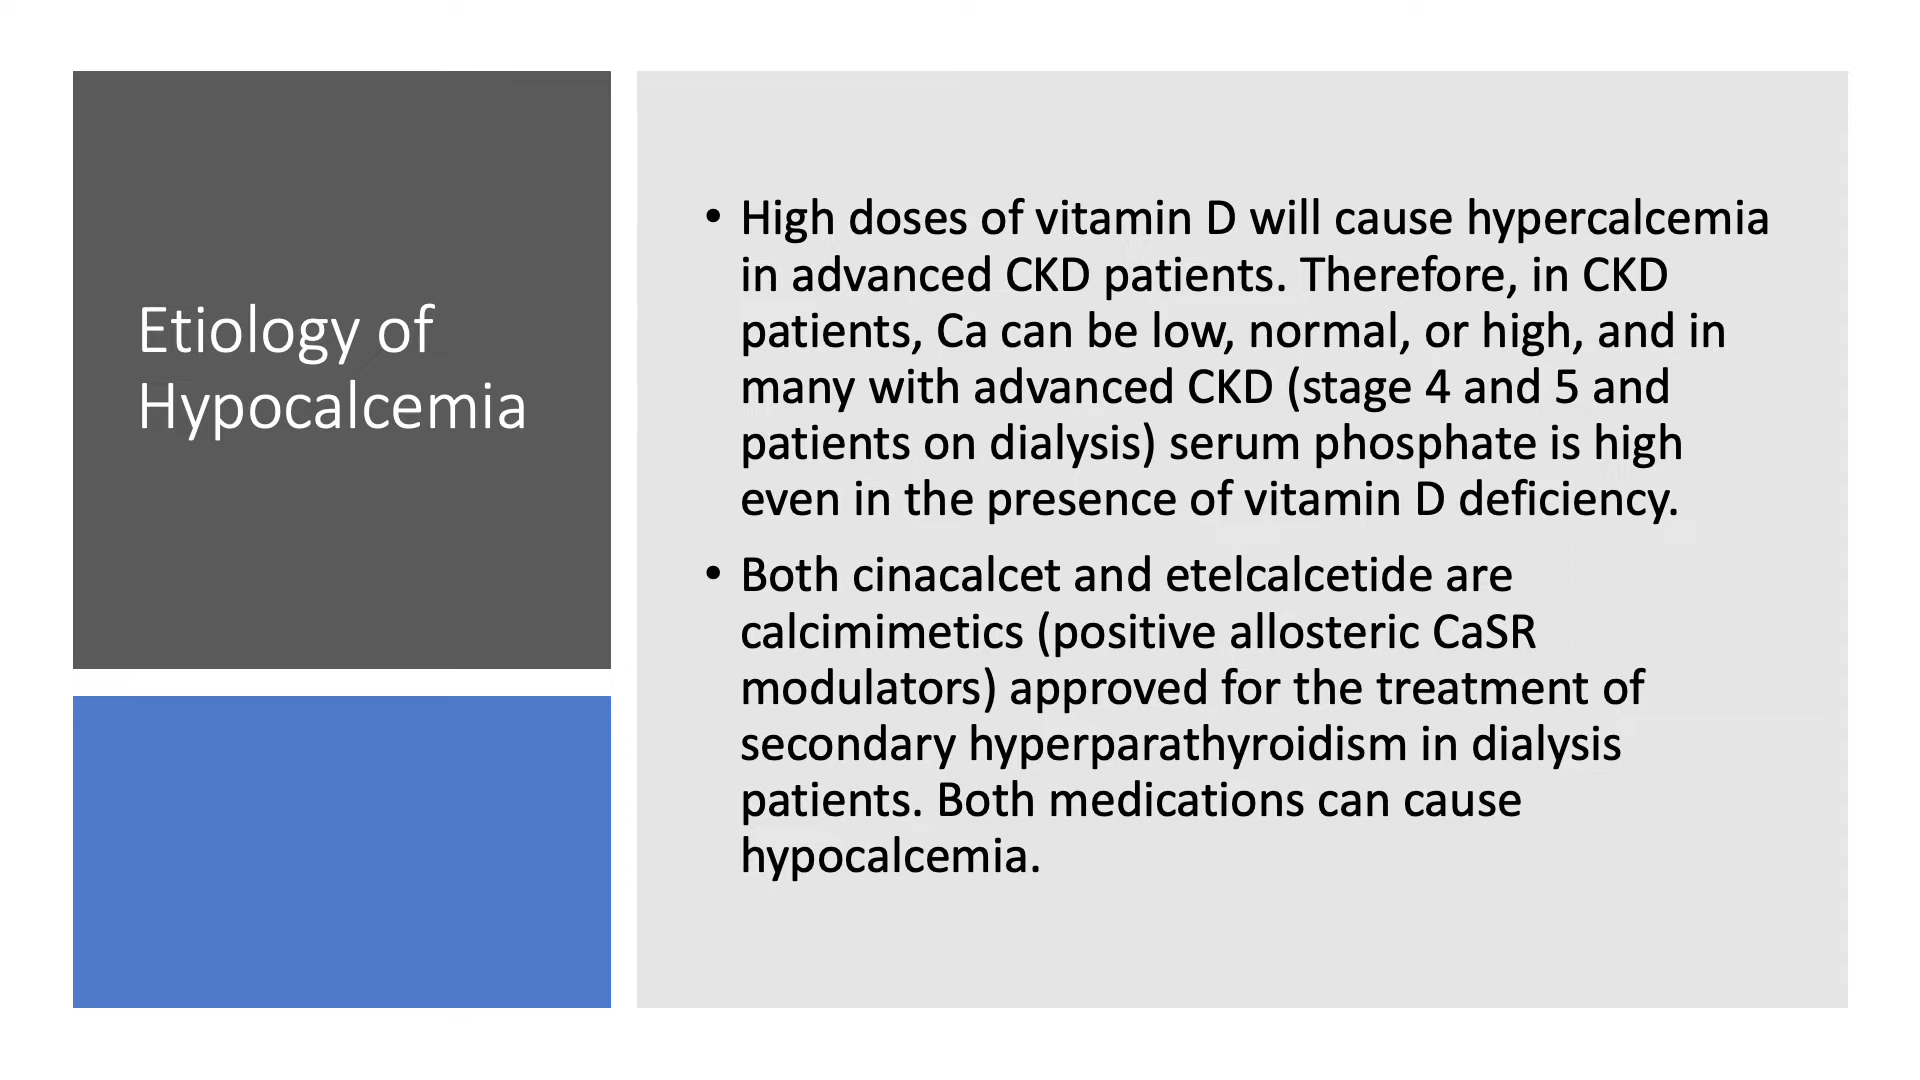 Etiology of
Hypocalcemia
• High doses of vitamin D will cause hypercalcemia
in advanced CKD patients. Therefore, in CKD
patients, Ca can be low, normal, or high, and in
many with advanced CKD (stage 4 and 5 and
patients on dialysis) serum phosphate is high
even in the presence of vitamin D deficiency.
• Both cinacalcet and etelcalcetide are
calcimimetics (positive allosteric CaSR
modulators) approved for the treatment of
secondary hyperparathyroidism in dialysis
patients. Both medications can cause
hypocalcemia.